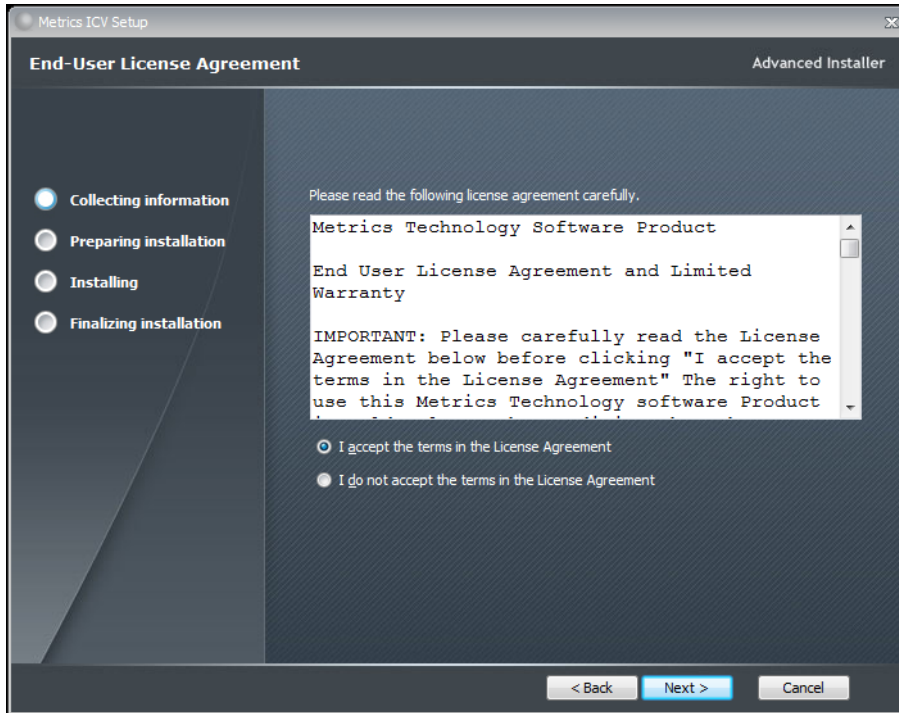 Metrics ICV Setup
End-User License Agreement
Advanced Installer
Collecting information
Preparing installation
Installing
Finalizing installation
Please read the following license agreement carefully.
Metrics Technology Software Product
End User License Agreement and Limited
Warranty
IMPORTANT: Please carefully read the License
Agreement below before clicking "I accept the
terms in the License Agreement" The right to
use this Metrics Technology software Product
I accept the terms in the License Agreement
I do not accept the terms in the License Agreement
< Back
Next >
Cancel